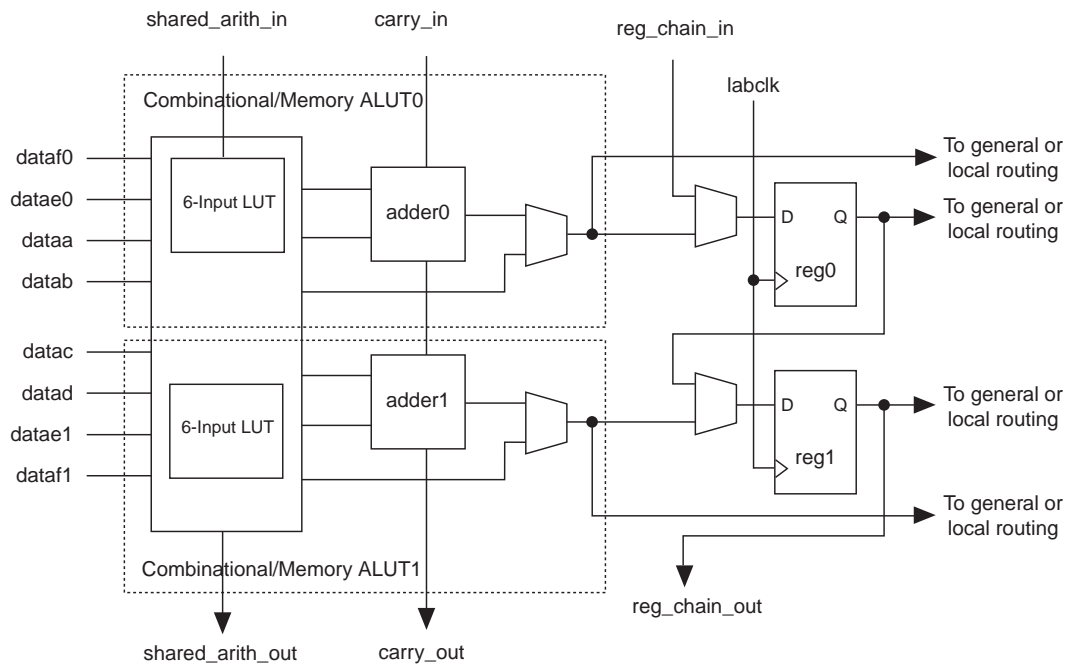 shared_arith_in
carry_in
reg_chain_in
labclk
Combinational/Memory ALUT0
dataf0
datae0
dataa
datab
6-Input LUT
adder0
D
Q
reg0
To general or
local routing
To general or
local routing
datac
datad
datae1
dataf1
6-Input LUT
adder1
D
Q
reg1
To general or
local routing
To general or
local routing
Combinational/Memory ALUT1
reg_chain_out
shared_arith_out
carry_out